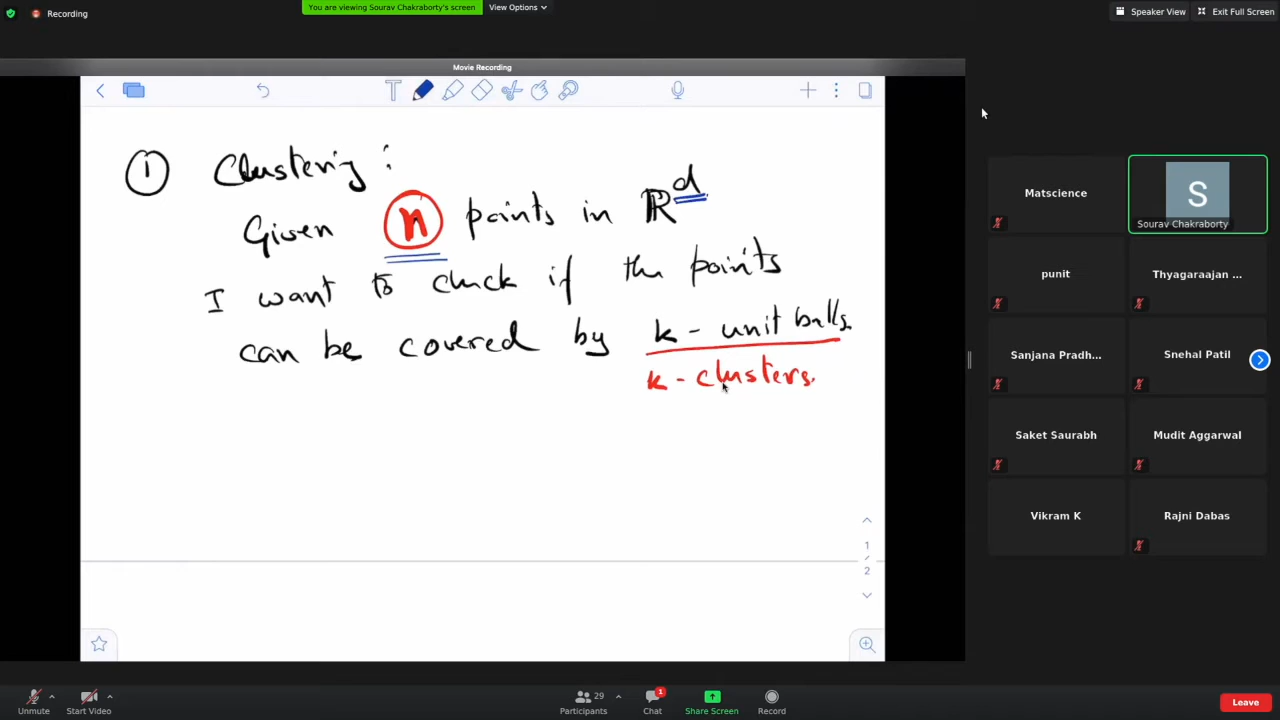 Recording
You are viewing Sourav Chakraborty's screen
View Options
Speaker View
Exit Full Screen
Movie Recording
T
1 Clustering:
Given n points in ℝ^d
I want to check if the points
can be covered by k - unit balls.
k - clusters.
1
2
Matscience
S
Sourav Chakraborty
punit
Thyagaraajan ...
Sanjana Pradh...
Snehal Patil
Saket Saurabh
Mudit Aggarwal
Vikram K
Rajni Dabas
Unmute
Start Video
29
Participants
1
Chat
Share Screen
Record
Leave